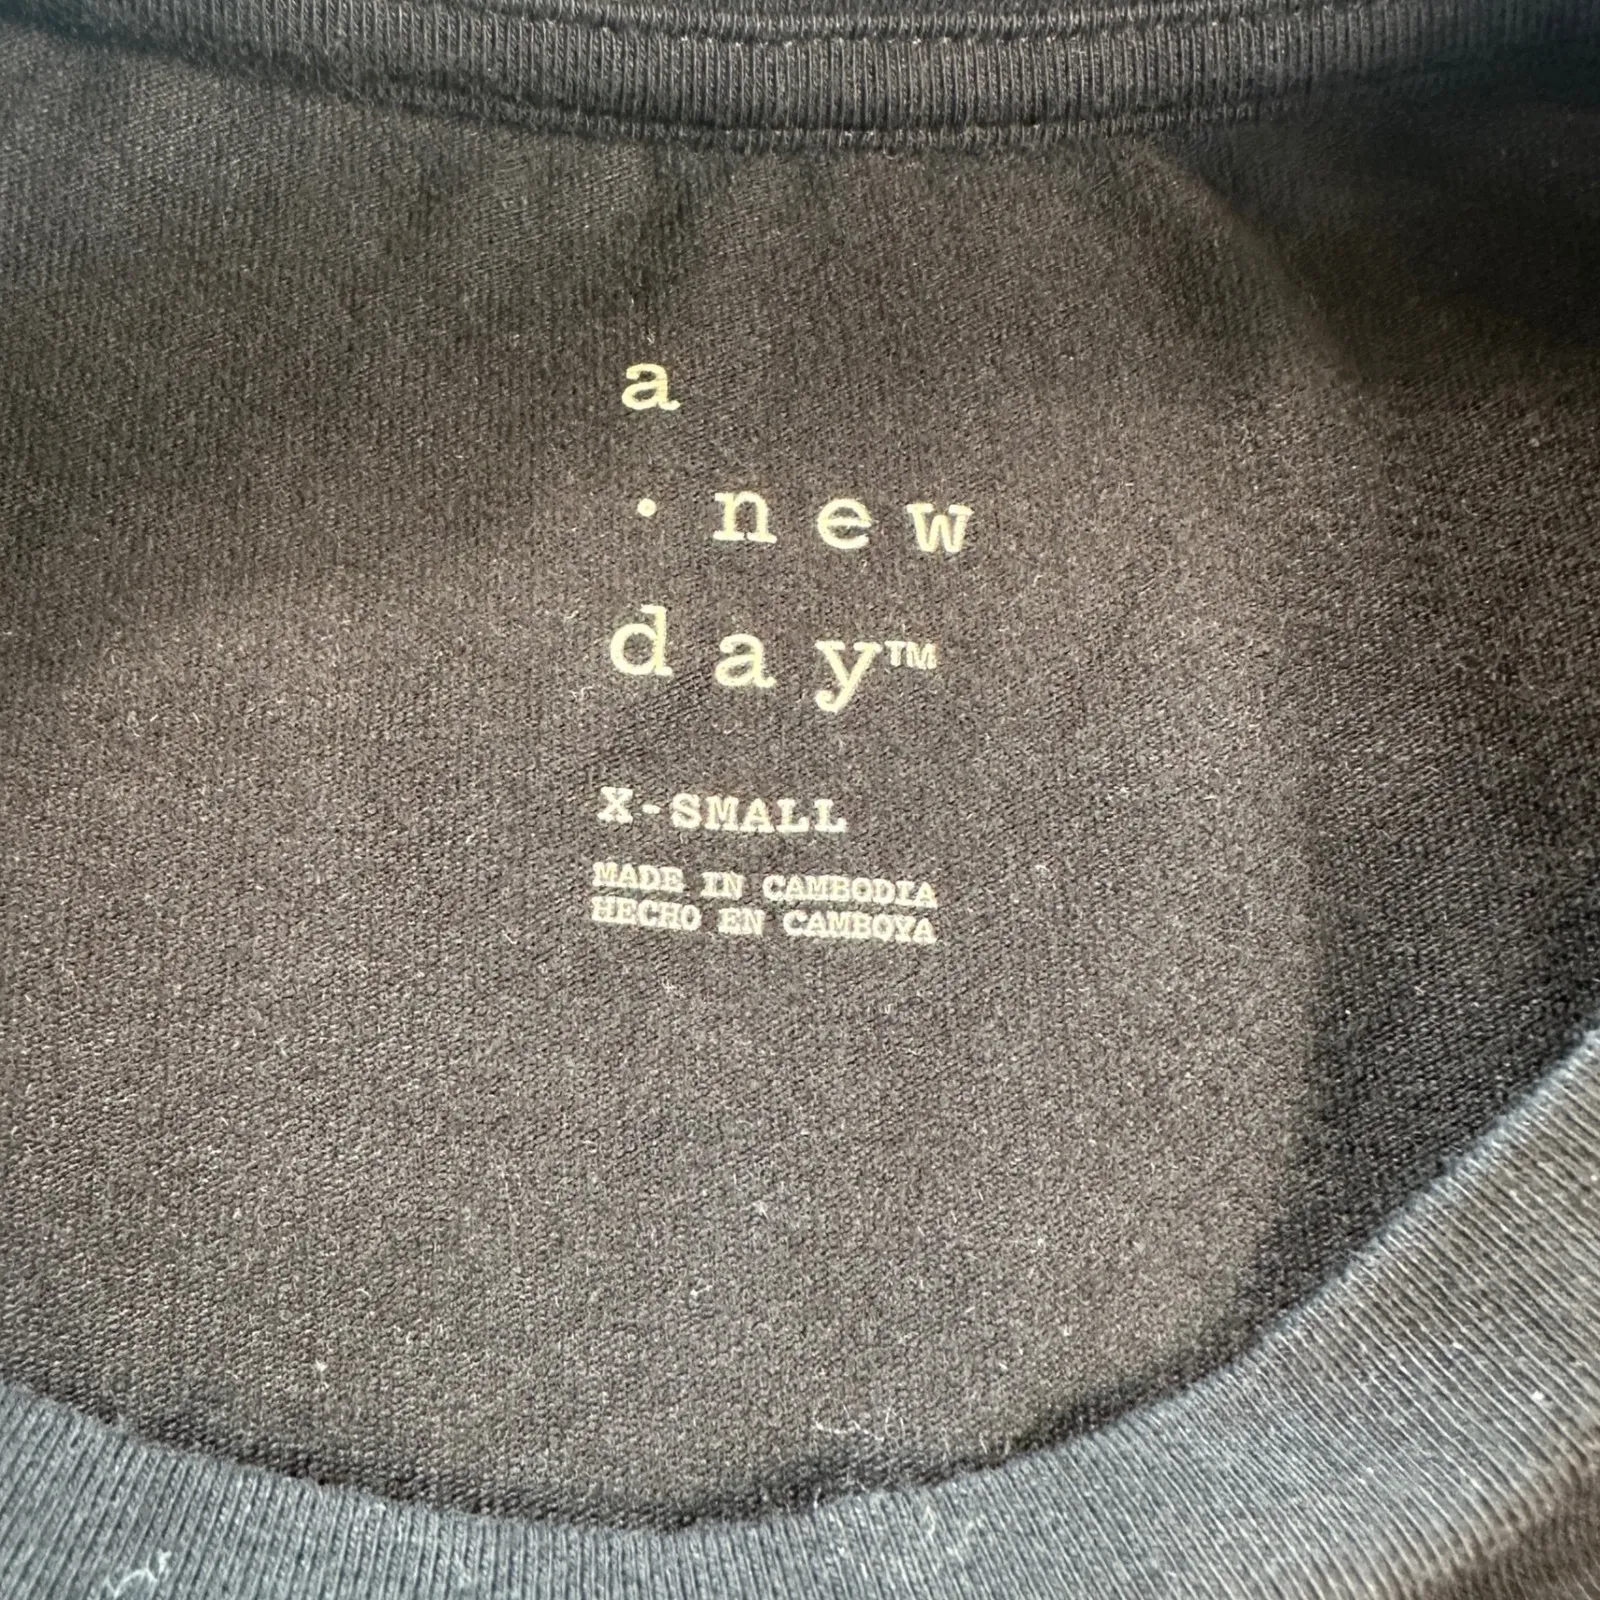 a
· new
day™
X-SMALL
MADE IN CAMBODIA
HECHO EN CAMBOYA